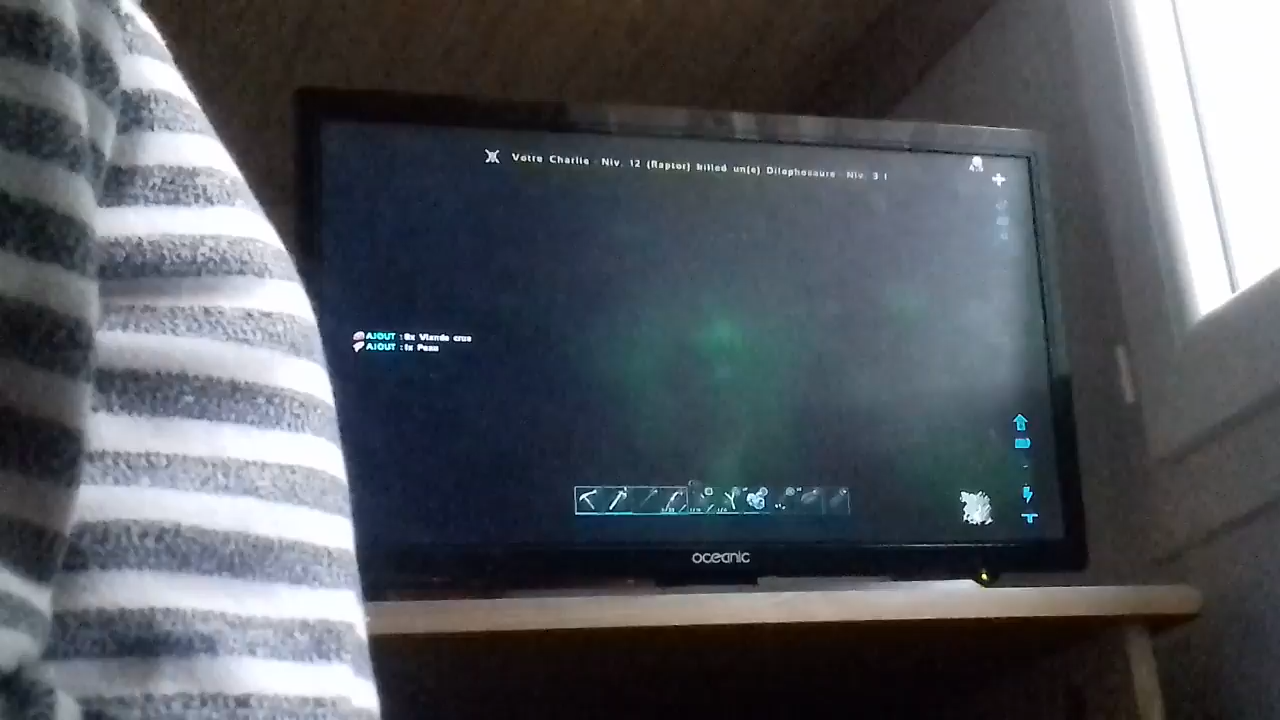 Votre Charlie - Niv. 12 (Raptor) killed un(e) Dilophosaure - Niv. 3 !
AJOUT : 8x Viande crue
AJOUT : 1x Peau
oceanic